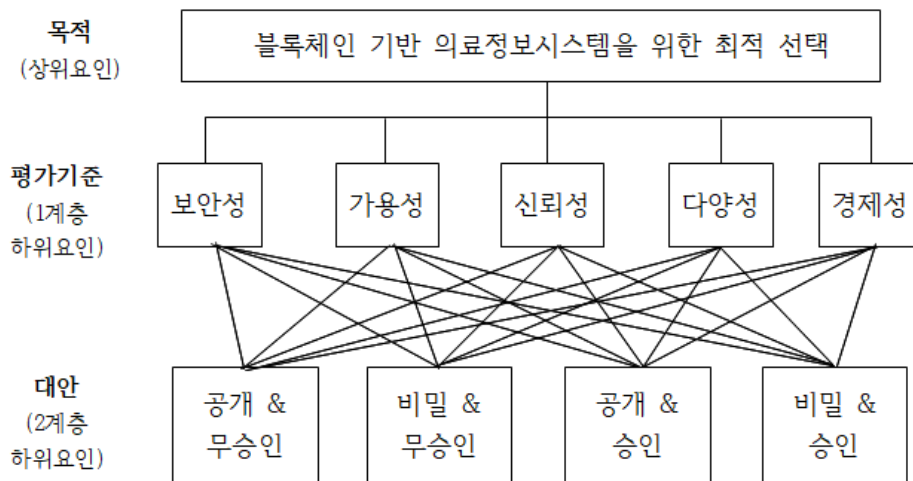 목적
(상위요인)
블록체인 기반 의료정보시스템을 위한 최적 선택
평가기준
(1계층
하위요인)
보안성
가용성
신뢰성
다양성
경제성
대안
(2계층
하위요인)
공개 &
무승인
비밀 &
무승인
공개 &
승인
비밀 &
승인